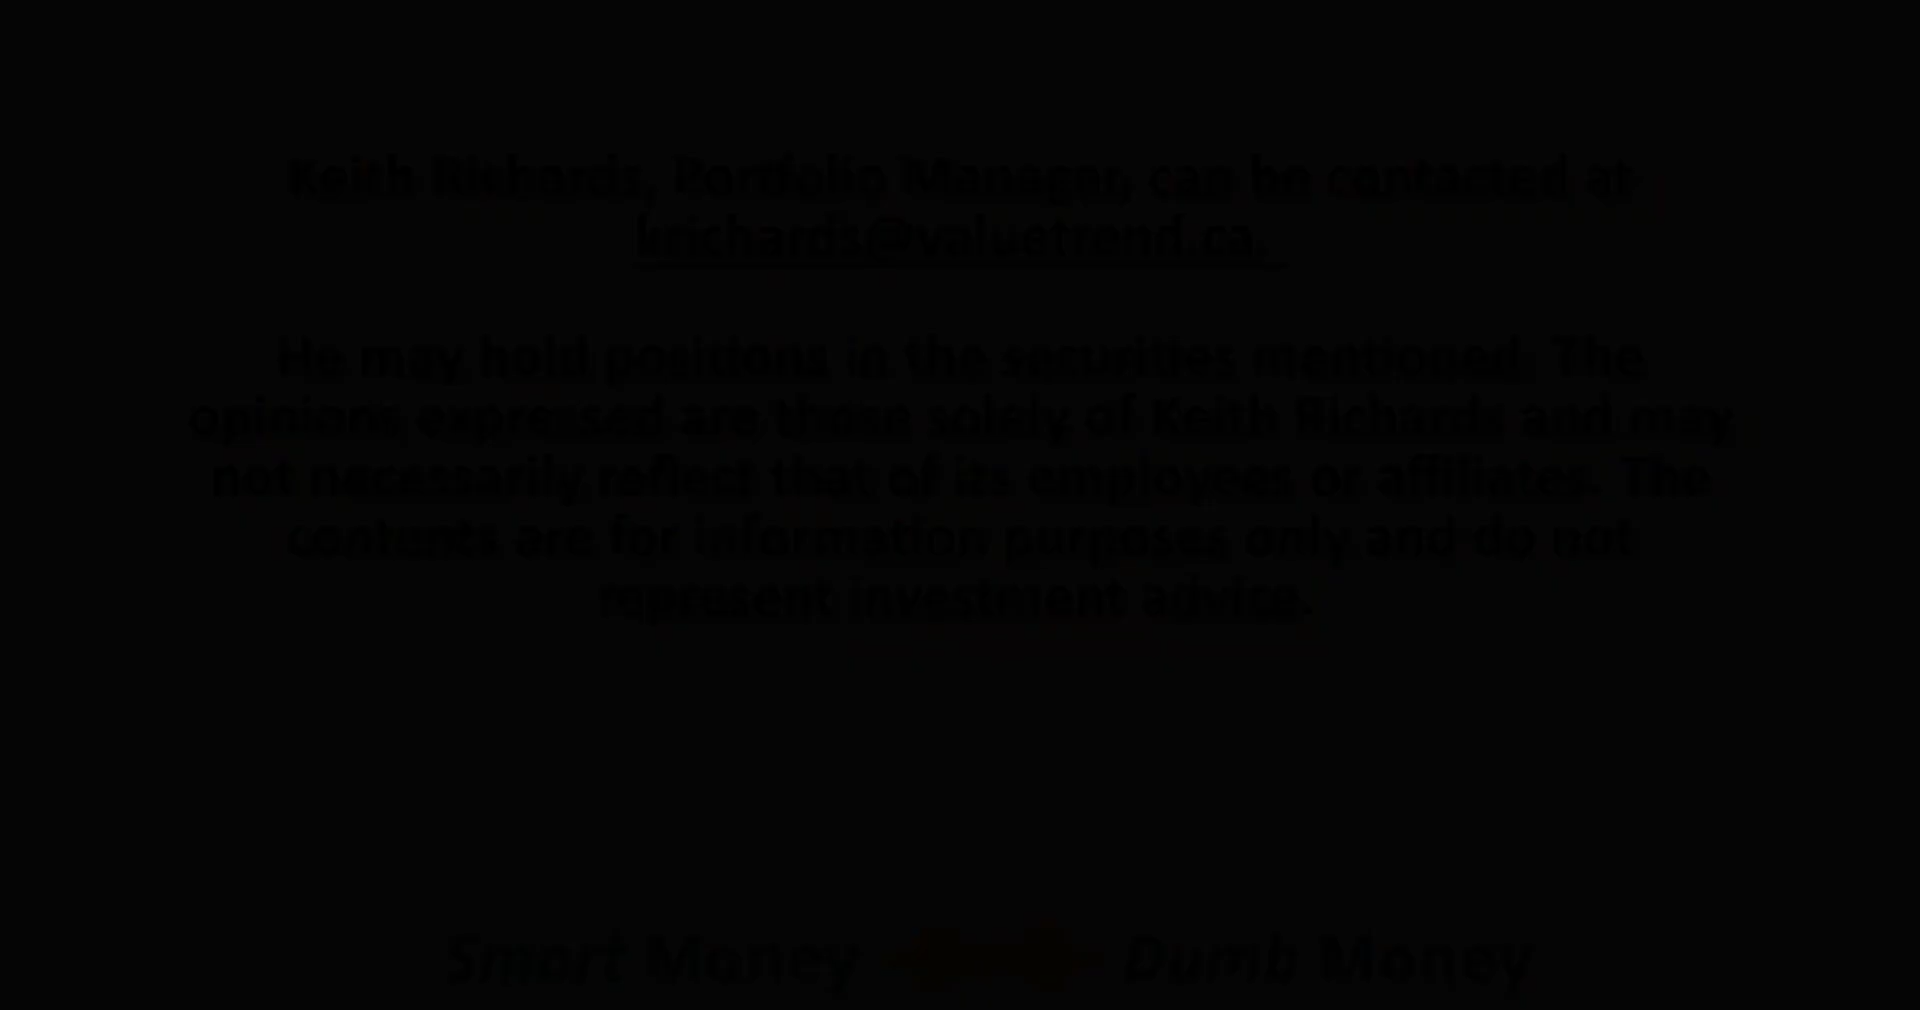 Keith Richards, Portfolio Manager, can be contacted at
krichards@valuetrend.ca.
He may hold positions in the securities mentioned. The
opinions expressed are those solely of Keith Richards and may
not necessarily reflect that of its employees or affiliates. The
contents are for information purposes only and do not
represent investment advice.
Smart Money Dumb Money